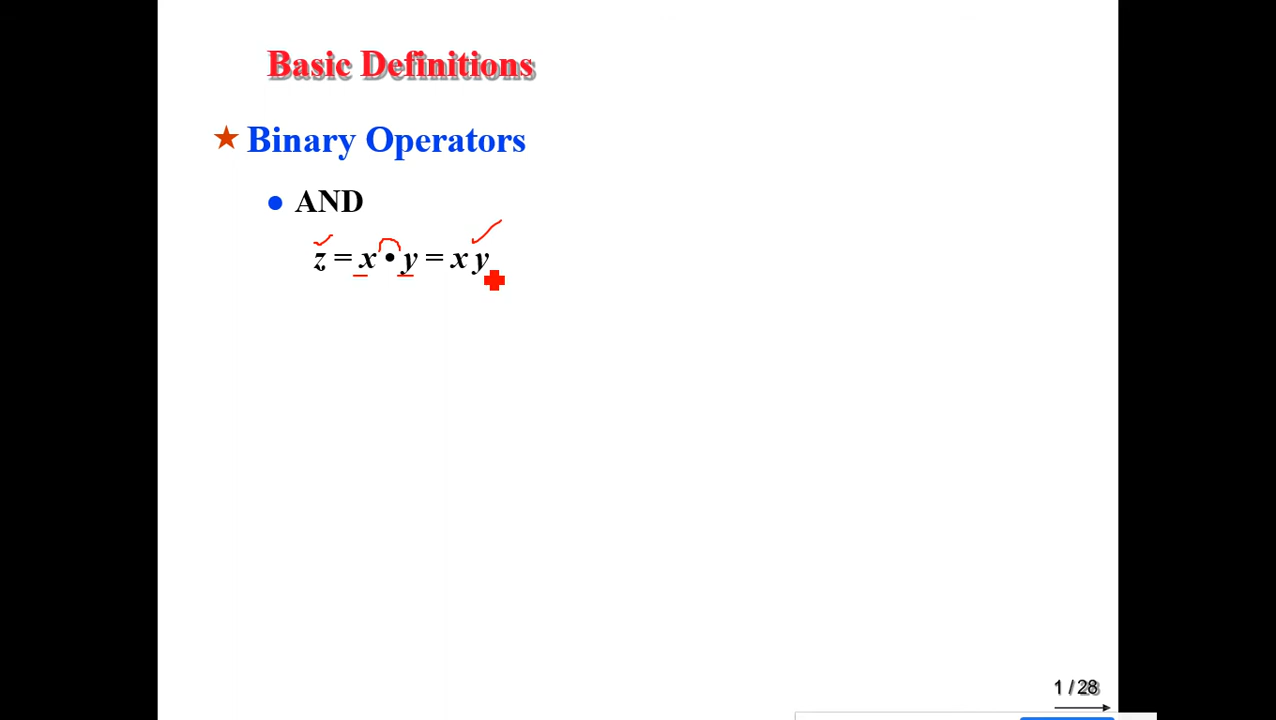 Basic Definitions
★ Binary Operators
● AND
z = x • y = x y
1 / 28